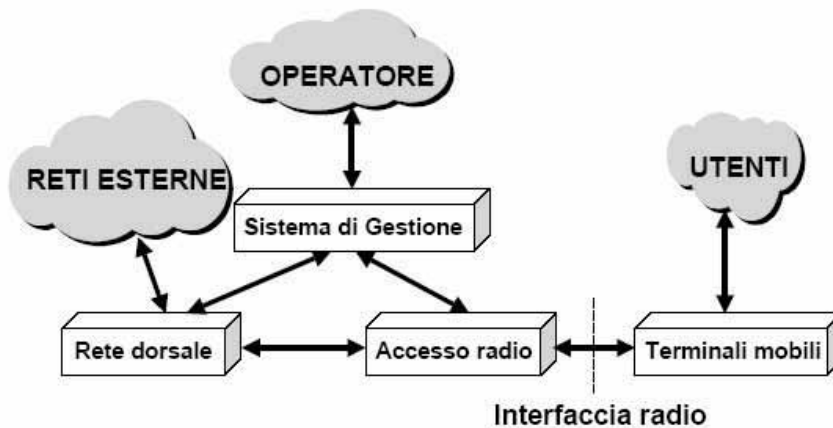 OPERATORE
RETI ESTERNE
UTENTI
Sistema di Gestione
Rete dorsale
Accesso radio
Terminali mobili
Interfaccia radio